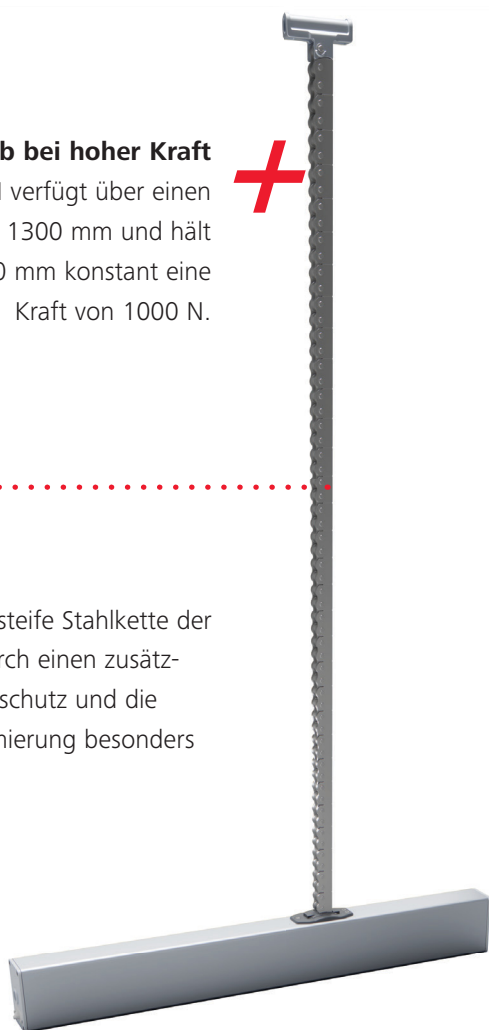 b bei hoher Kraft
verfügt über einen
1300 mm und hält
0 mm konstant eine
Kraft von 1000 N.
steife Stahlkette der
rch einen zusätz-
schutz und die
mierung besonders